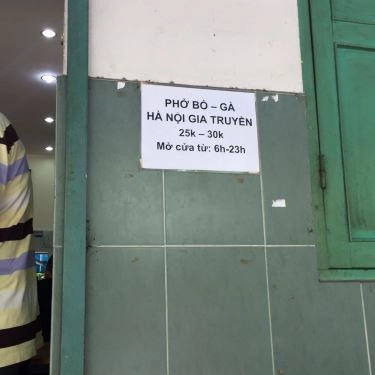 PHỞ BÒ – GÀ
HÀ NỘI GIA TRUYỀN
25k – 30k
Mở cửa từ: 6h-23h